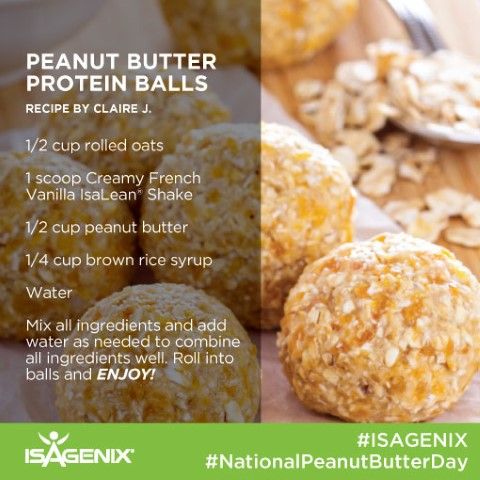 PEANUT BUTTER
PROTEIN BALLS
RECIPE BY CLAIRE J.
1/2 cup rolled oats
1 scoop Creamy French
Vanilla IsaLean® Shake
1/2 cup peanut butter
1/4 cup brown rice syrup
Water
Mix all ingredients and add
water as needed to combine
all ingredients well. Roll into
balls and ENJOY!
ISAGENIX®
#ISAGENIX
#NationalPeanutButterDay